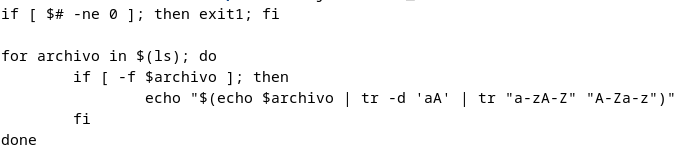 if [ $# -ne 0 ]; then exit1; fi
for archivo in $(ls); do
if [ -f $archivo ]; then
echo "$(echo $archivo | tr -d 'aA' | tr "a-zA-Z" "A-Za-z")"
fi
done